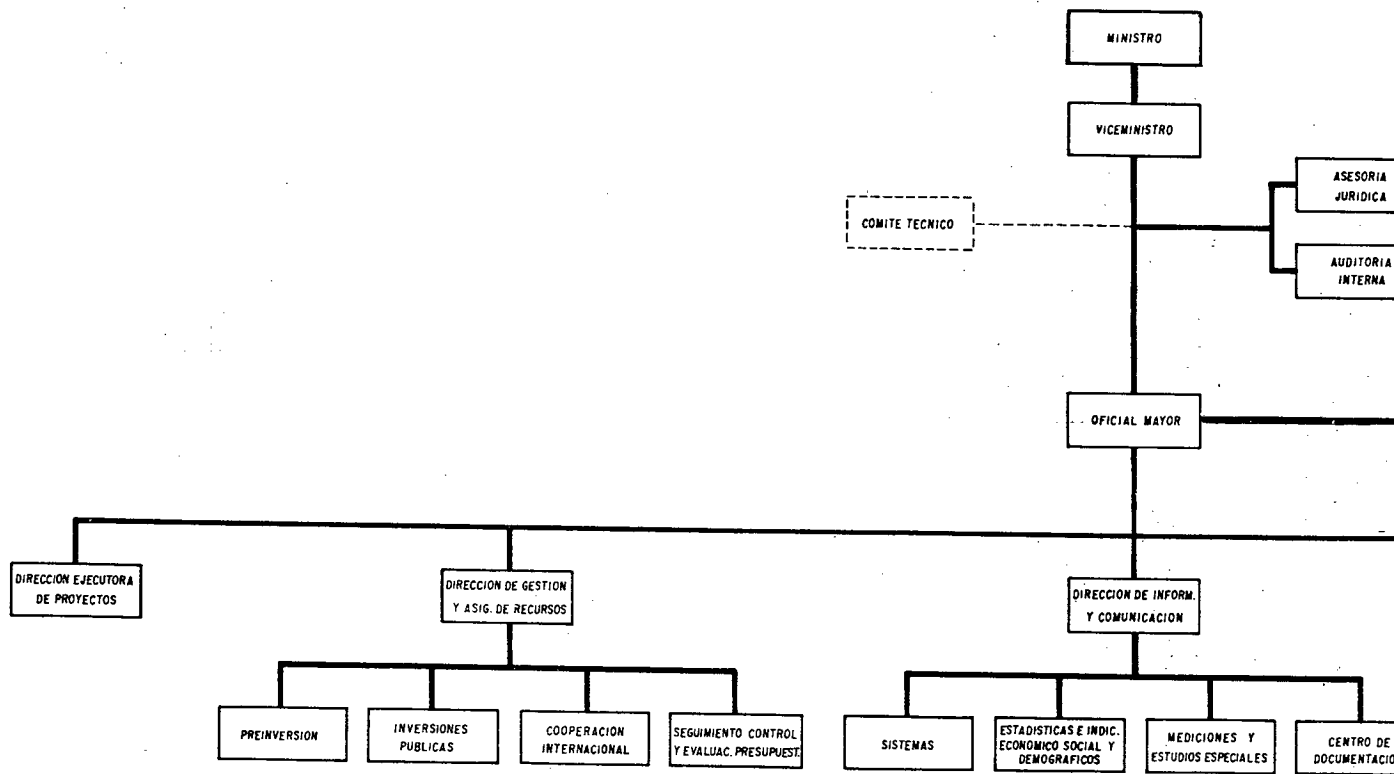 MINISTRO
VICEMINISTRO
ASESORIA
JURIDICA
COMITE TECNICO
AUDITORIA
INTERNA
OFICIAL MAYOR
DIRECCION EJECUTORA
DE PROYECTOS
DIRECCION DE GESTION
Y ASIG. DE RECURSOS
DIRECCION DE INFORM.
Y COMUNICACION
PREINVERSION
INVERSIONES
PUBLICAS
COOPERACION
INTERNACIONAL
SEGUIMIENTO CONTROL
Y EVALUAC. PRESUPUEST.
SISTEMAS
ESTADISTICAS E INDIC.
ECONOMICO SOCIAL Y
DEMOGRAFICOS
MEDICIONES Y
ESTUDIOS ESPECIALES
CENTRO DE
DOCUMENTACI